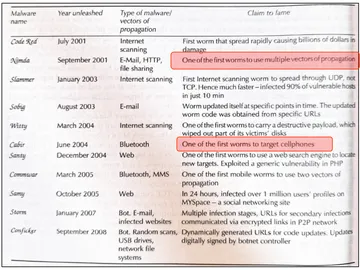 Malware name Year unleashed Type of malware/ vectors of propagation Claim to fame
Code Red July 2001 Internet scanning First worm that spread rapidly causing billions of dollars in damage
Nimda September 2001 E-Mail, HTTP, file sharing One of the first worms to use multiple vectors of propagation
Slammer January 2003 Internet scanning First Internet scanning worm to spread through UDP, not TCP. Hence much faster – infected 90% of vulnerable hosts in just 10 min
Sobig August 2003 E-mail Worm updated itself at specific points in time. The updated worm code was obtained from specific URLs
Witty March 2004 Internet scanning One of the first worms to carry a destructive payload, which wiped out part of its victims' disks
Cabir June 2004 Bluetooth One of the first worms to target cellphones
Santy December 2004 Web One of the first worms to use a web search engine to locate new targets. Exploited a generic vulnerability in PHP
Commwar March 2005 Bluetooth, MMS One of the first mobile worms to use two vectors of propagation
Samy October 2005 Web In 24 hours, infected over 1 million users' profiles on MYSpace – a social networking site
Storm January 2007 Bot, E-mail, infected websites Multiple infection stages, URLs for secondary infections communicated via encrypted links in P2P network
Conficker September 2008 Bot, Random scans, USB drives, network file systems Dynamically generated URLs for code updates. Updates digitally signed by botnet controller